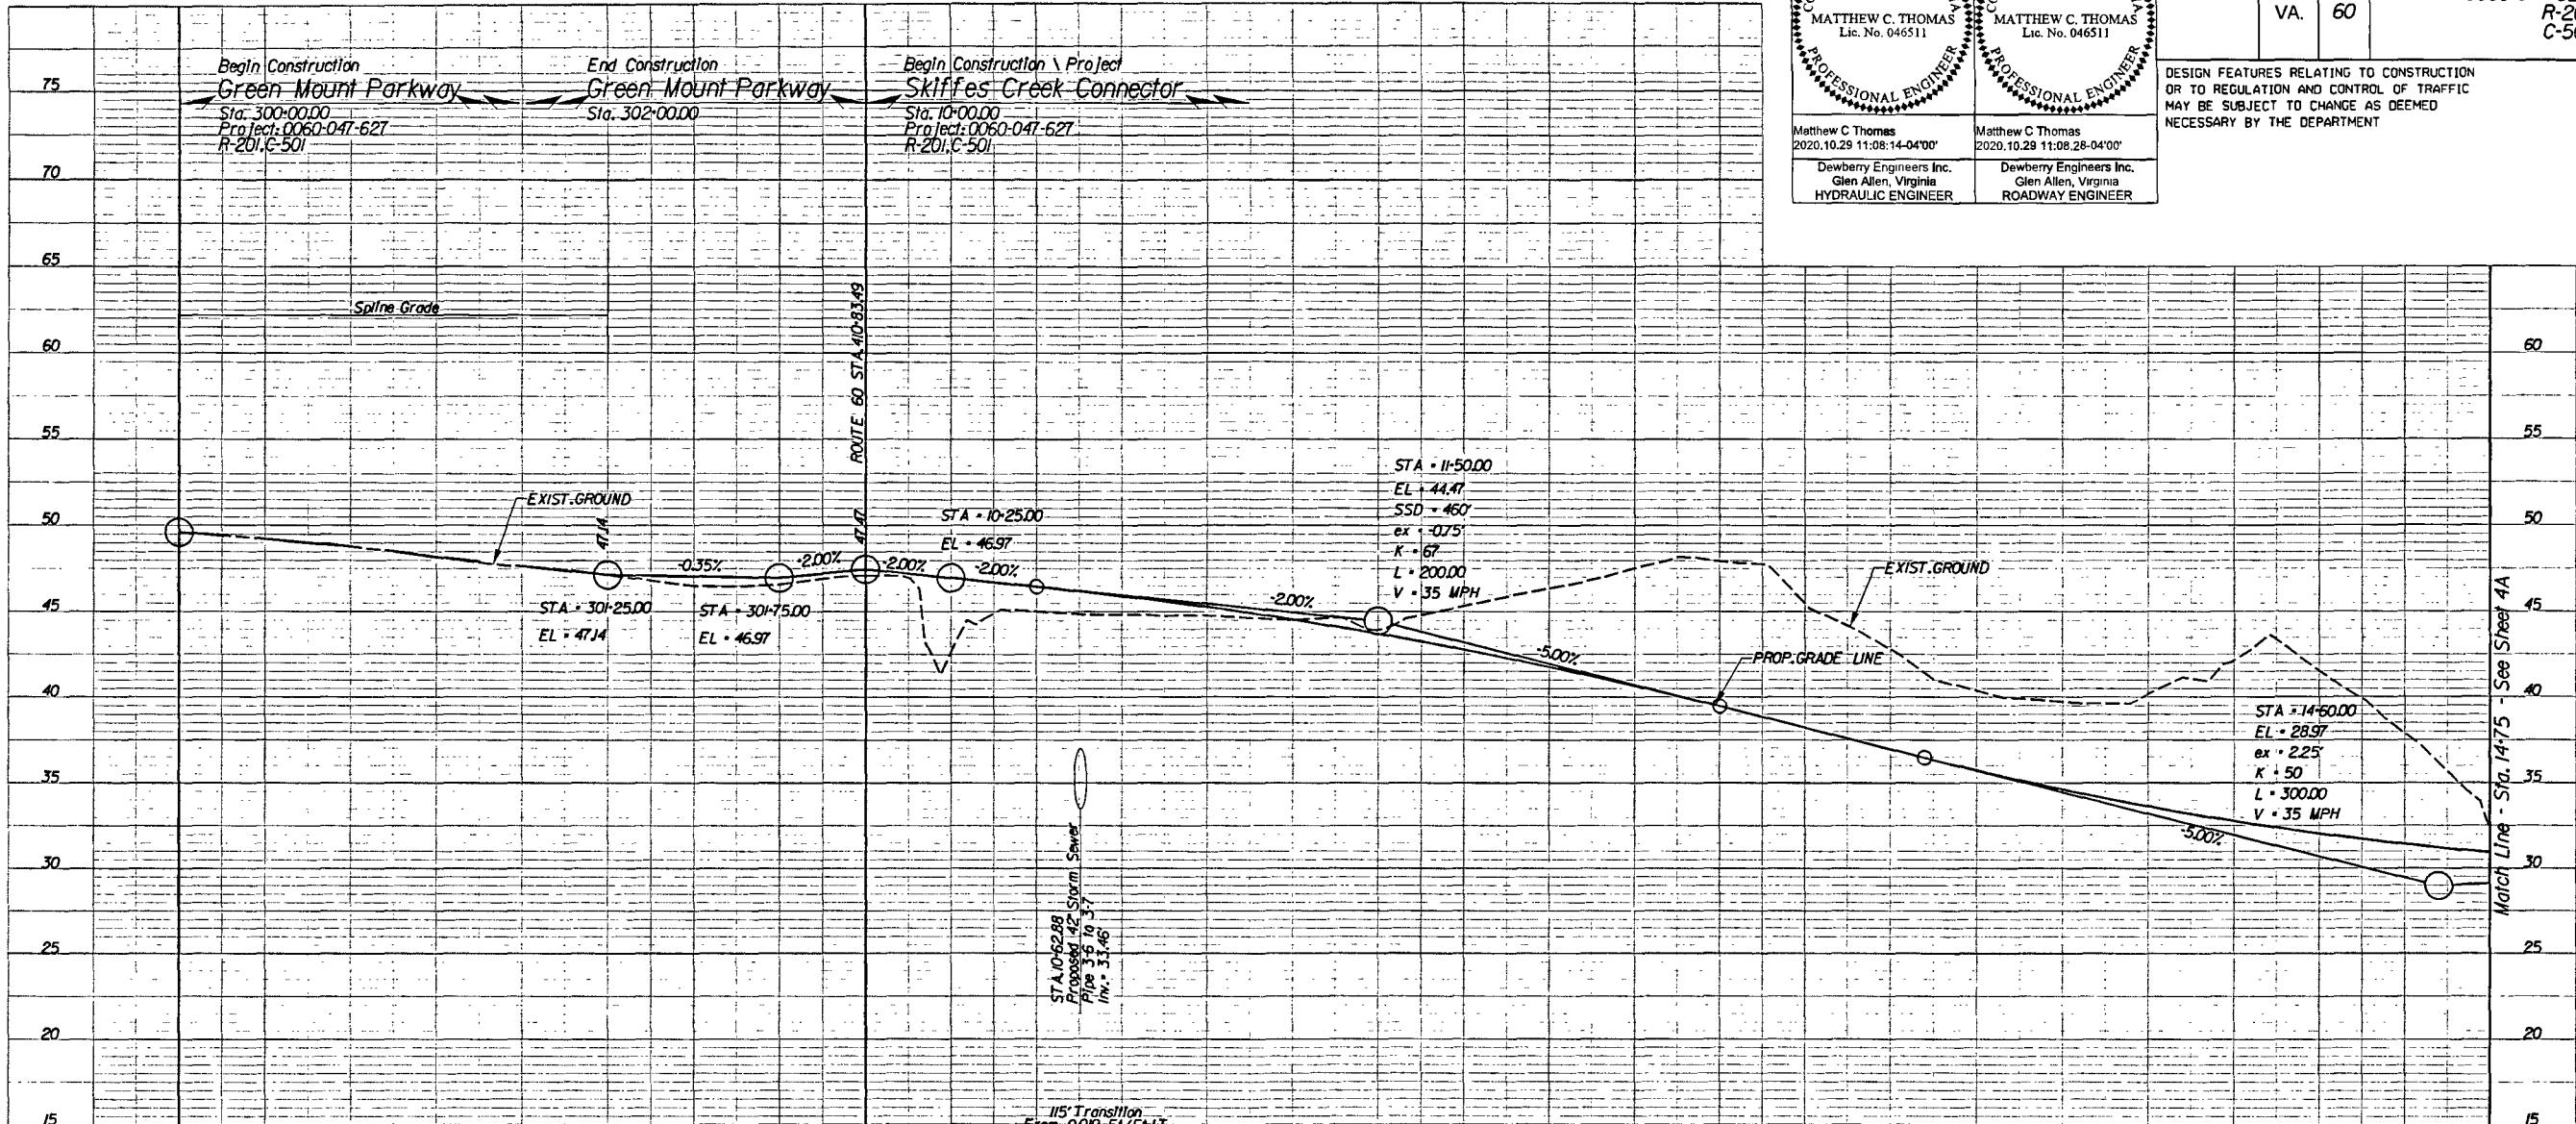 MATTHEW C. THOMAS
Lic. No. 046511
PROFESSIONAL ENGINEER
MATTHEW C. THOMAS
Lic. No. 046511
PROFESSIONAL ENGINEER
VA.
60
Matthew C Thomas
2020.10.29 11:08:14-04'00'
Matthew C Thomas
2020.10.29 11:08:28-04'00'
Dewberry Engineers Inc.
Glen Allen, Virginia
HYDRAULIC ENGINEER
Dewberry Engineers Inc.
Glen Allen, Virginia
ROADWAY ENGINEER
DESIGN FEATURES RELATING TO CONSTRUCTION
OR TO REGULATION AND CONTROL OF TRAFFIC
MAY BE SUBJECT TO CHANGE AS DEEMED
NECESSARY BY THE DEPARTMENT
Begin Construction
Green Mount Parkway
Sta. 300+00.00
Project: 0060-047-627
R-201, C-501
End Construction
Green Mount Parkway
Sta. 302+00.00
Begin Construction \ Project
Skiffes Creek Connector
Sta. 10+00.00
Project: 0060-047-627
R-201, C-501
75
70
65
60
55
50
45
40
35
30
25
20
15
Spline Grade
ROUTE 60 STA. 410+83.49
EXIST. GROUND
47.14
-0.35%
STA = 301+25.00
EL = 47.14
STA = 301+75.00
EL = 46.97
-2.00%
47.47
-2.00%
STA = 10+25.00
EL = 46.97
-2.00%
-2.00%
STA = 11+50.00
EL = 44.47
SSD = 460'
ex = -0.75'
K = 67
L = 200.00
V = 35 MPH
-5.00%
PROP. GRADE LINE
EXIST. GROUND
STA = 14+60.00
EL = 28.97
ex = 2.25'
K = 50
L = 300.00
V = 35 MPH
-5.00%
STA. 10+62.88
Proposed 42" Storm Sewer
Pipe 3-6 to 3-7
Inv. = 33.46'
115' Transition
Match Line - Sta. 14+75 - See Sheet 4A
60
55
50
45
40
35
30
25
20
15